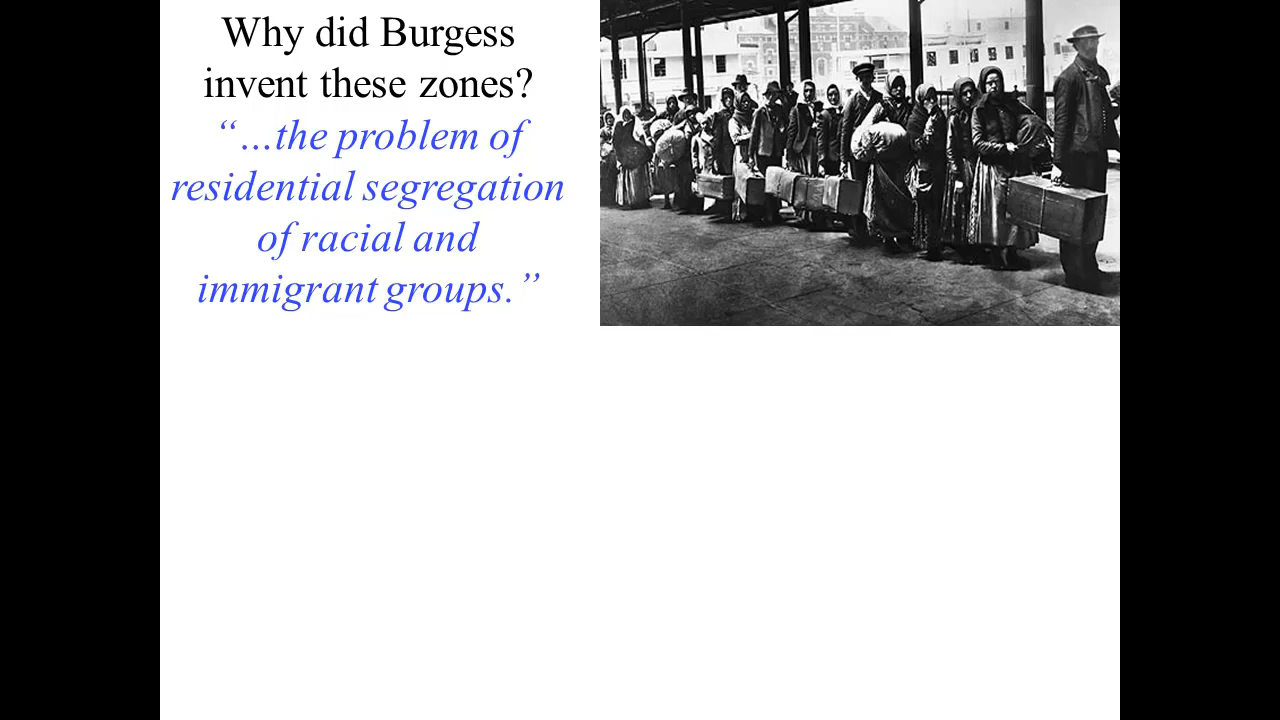 Why did Burgess
invent these zones?
“…the problem of
residential segregation
of racial and
immigrant groups.”